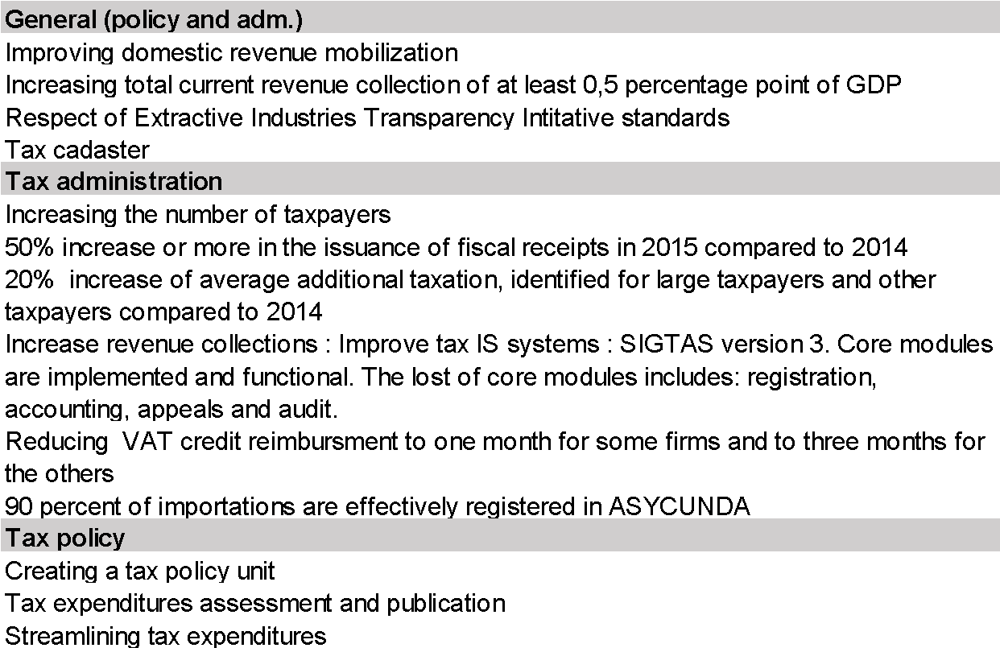 General (policy and adm.)
Improving domestic revenue mobilization
Increasing total current revenue collection of at least 0,5 percentage point of GDP
Respect of Extractive Industries Transparency Intitative standards
Tax cadaster
Tax administration
Increasing the number of taxpayers
50% increase or more in the issuance of fiscal receipts in 2015 compared to 2014
20%  increase of average additional taxation, identified for large taxpayers and other
taxpayers compared to 2014
Increase revenue collections : Improve tax IS systems : SIGTAS version 3. Core modules
are implemented and functional. The lost of core modules includes: registration,
accounting, appeals and audit.
Reducing  VAT credit reimbursment to one month for some firms and to three months for
the others
90 percent of importations are effectively registered in ASYCUNDA
Tax policy
Creating a tax policy unit
Tax expenditures assessment and publication
Streamlining tax expenditures